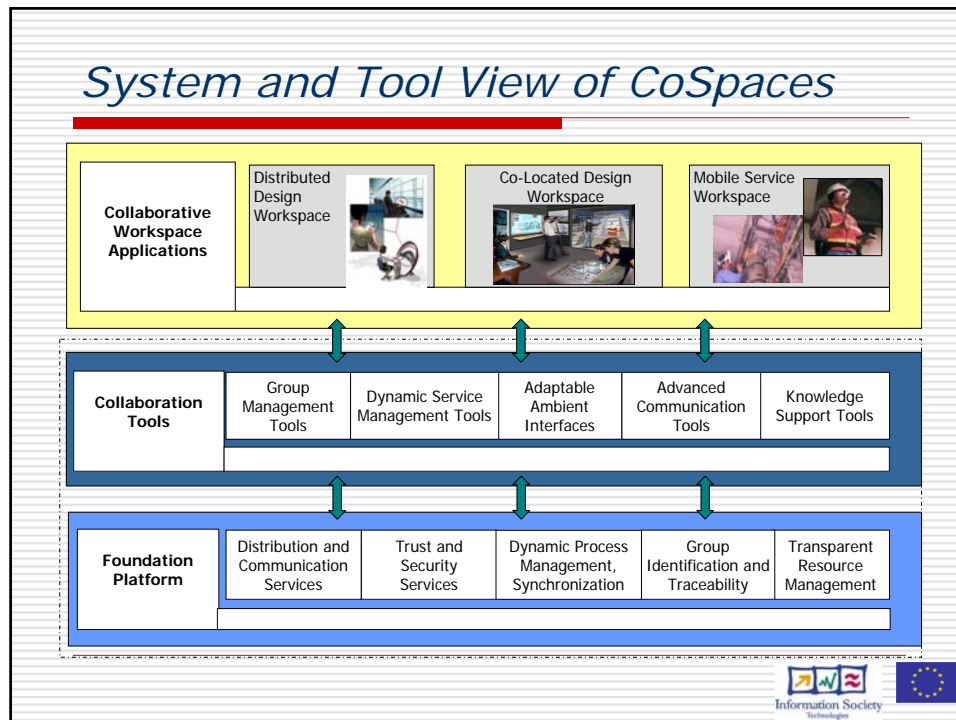 System and Tool View of CoSpaces
Collaborative
Workspace
Applications
Distributed
Design
Workspace
Co-Located Design
Workspace
Mobile Service
Workspace
Collaboration
Tools
Group
Management
Tools
Dynamic Service
Management Tools
Adaptable
Ambient
Interfaces
Advanced
Communication
Tools
Knowledge
Support Tools
Foundation
Platform
Distribution and
Communication
Services
Trust and
Security
Services
Dynamic Process
Management,
Synchronization
Group
Identification and
Traceability
Transparent
Resource
Management
Information Society
Technologies